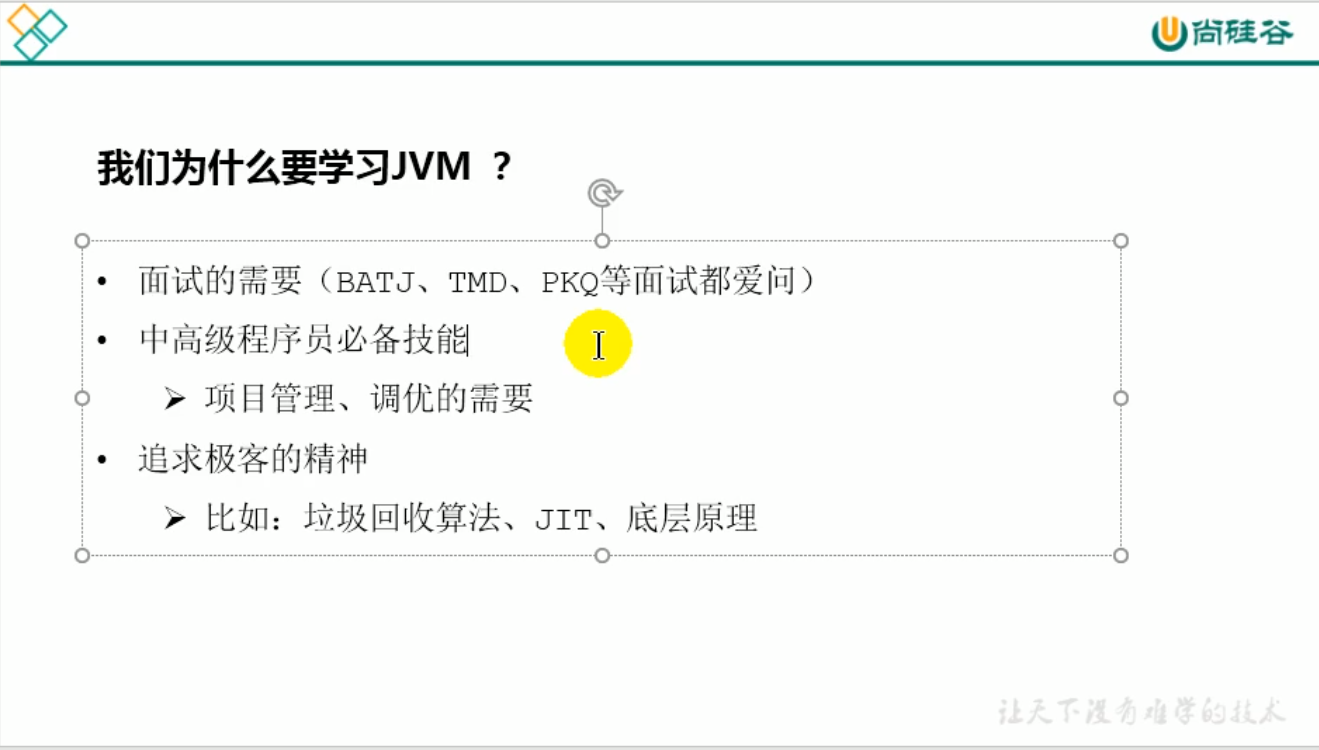 尚硅谷
我们为什么要学习JVM ？
• 面试的需要（BATJ、TMD、PKQ等面试都爱问）
• 中高级程序员必备技能
➢ 项目管理、调优的需要
• 追求极客的精神
➢ 比如：垃圾回收算法、JIT、底层原理
让天下没有难学的技术